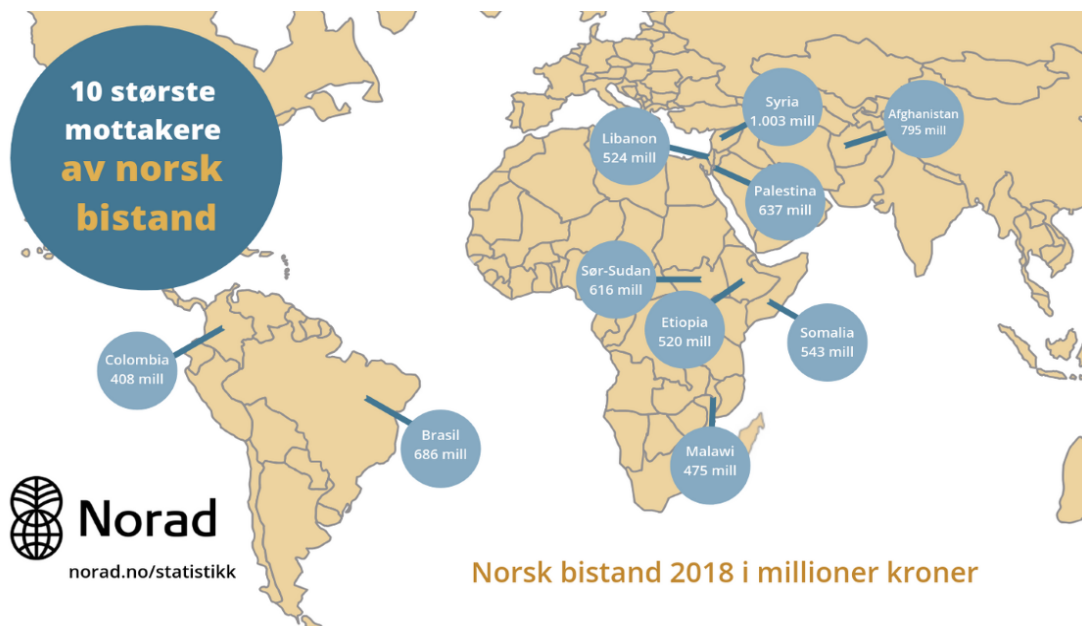 10 største
mottakere
av norsk
bistand
Syria
1.003 mill
Afghanistan
795 mill
Libanon
524 mill
Palestina
637 mill
Sør-Sudan
616 mill
Etiopia
520 mill
Somalia
543 mill
Colombia
408 mill
Brasil
686 mill
Malawi
475 mill
Norad
norad.no/statistikk
Norsk bistand 2018 i millioner kroner